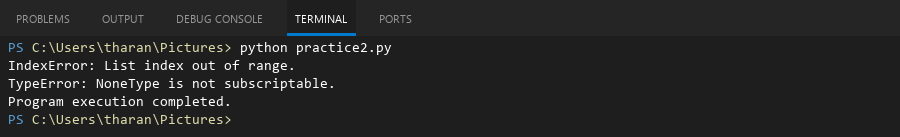 PROBLEMS OUTPUT DEBUG CONSOLE TERMINAL PORTS
PS C:\Users\tharan\Pictures> python practice2.py
IndexError: List index out of range.
TypeError: NoneType is not subscriptable.
Program execution completed.
PS C:\Users\tharan\Pictures>